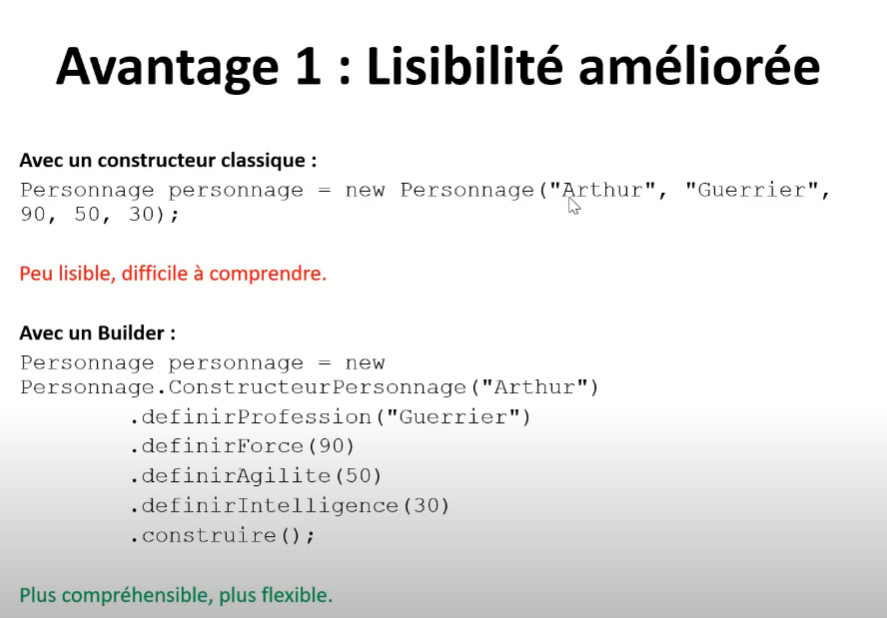 Avantage 1 : Lisibilité améliorée
Avec un constructeur classique :
Personnage personnage = new Personnage("Arthur", "Guerrier",
90, 50, 30);
Peu lisible, difficile à comprendre.
Avec un Builder :
Personnage personnage = new
Personnage.ConstructeurPersonnage("Arthur")
.definirProfession("Guerrier")
.definirForce(90)
.definirAgilite(50)
.definirIntelligence(30)
.construire();
Plus compréhensible, plus flexible.